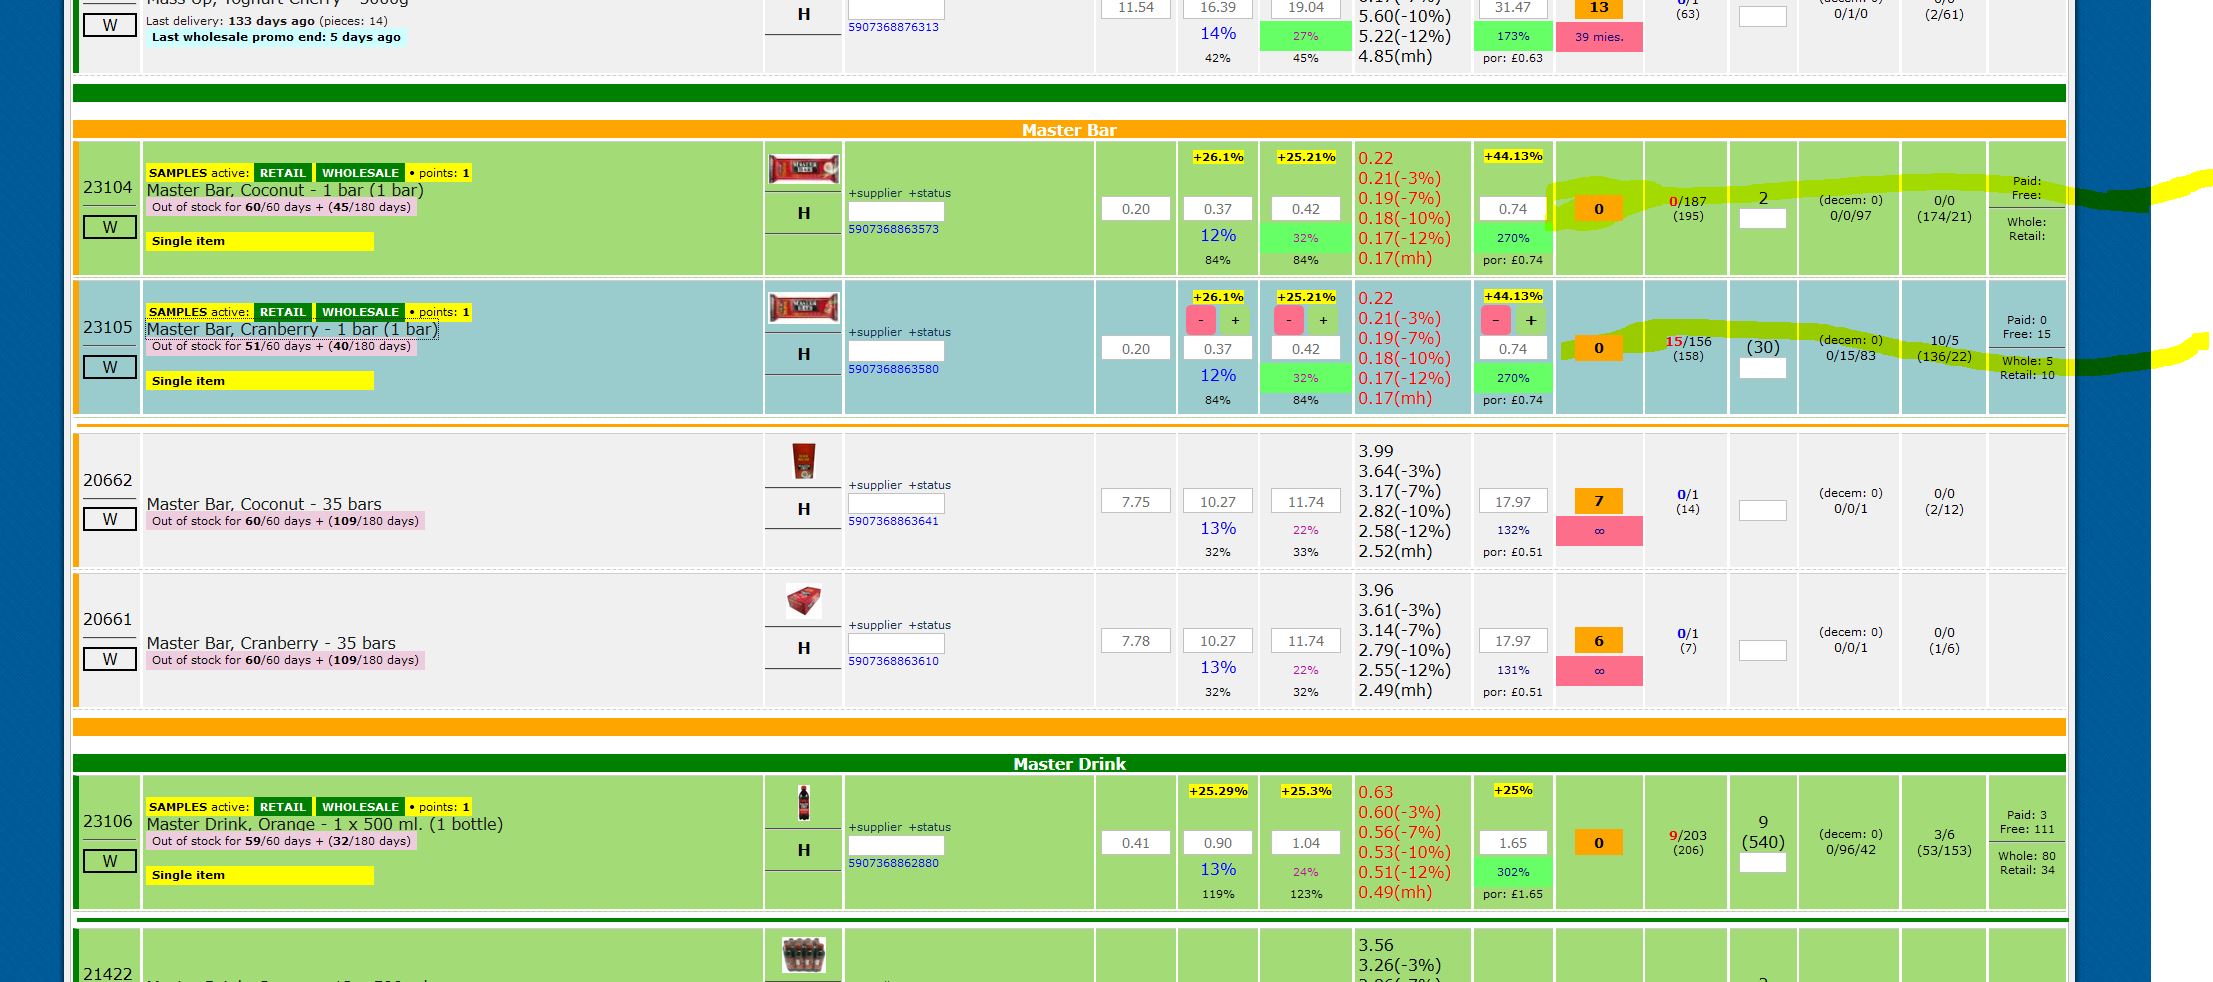 W
Last delivery: 133 days ago (pieces: 14)
Last wholesale promo end: 5 days ago
H
5907368876313
11.54
16.39
14%
42%
19.04
27%
45%
5.60(-10%)
5.22(-12%)
4.85(mh)
31.47
173%
por: £0.63
13
39 mies.
(63)
0/1/0
(2/61)
Master Bar
23104
W
SAMPLES active: RETAIL WHOLESALE • points: 1
Master Bar, Coconut - 1 bar (1 bar)
Out of stock for 60/60 days + (45/180 days)
Single item
H
+supplier +status
5907368863573
0.20
+26.1%
0.37
12%
84%
+25.21%
0.42
32%
84%
0.22
0.21(-3%)
0.19(-7%)
0.18(-10%)
0.17(-12%)
0.17(mh)
+44.13%
0.74
270%
por: £0.74
0
0/187
(195)
2
(decem: 0)
0/0/97
0/0
(174/21)
Paid:
Free:
Whole:
Retail:
23105
W
SAMPLES active: RETAIL WHOLESALE • points: 1
Master Bar, Cranberry - 1 bar (1 bar)
Out of stock for 51/60 days + (40/180 days)
Single item
H
+supplier +status
5907368863580
0.20
+26.1%
- +
0.37
12%
84%
+25.21%
- +
0.42
32%
84%
0.22
0.21(-3%)
0.19(-7%)
0.18(-10%)
0.17(-12%)
0.17(mh)
+44.13%
- +
0.74
270%
por: £0.74
0
15/156
(158)
(30)
(decem: 0)
0/15/83
10/5
(136/22)
Paid: 0
Free: 15
Whole: 5
Retail: 10
20662
W
Master Bar, Coconut - 35 bars
Out of stock for 60/60 days + (109/180 days)
H
+supplier +status
5907368863641
7.75
10.27
13%
32%
11.74
22%
33%
3.99
3.64(-3%)
3.17(-7%)
2.82(-10%)
2.58(-12%)
2.52(mh)
17.97
132%
por: £0.51
7
∞
0/1
(14)
(decem: 0)
0/0/1
0/0
(2/12)
20661
W
Master Bar, Cranberry - 35 bars
Out of stock for 60/60 days + (109/180 days)
H
+supplier +status
5907368863610
7.78
10.27
13%
32%
11.74
22%
32%
3.96
3.61(-3%)
3.14(-7%)
2.79(-10%)
2.55(-12%)
2.49(mh)
17.97
131%
por: £0.51
6
∞
0/1
(7)
(decem: 0)
0/0/1
0/0
(1/6)
Master Drink
23106
W
SAMPLES active: RETAIL WHOLESALE • points: 1
Master Drink, Orange - 1 x 500 ml. (1 bottle)
Out of stock for 59/60 days + (32/180 days)
Single item
H
+supplier +status
5907368862880
0.41
+25.29%
0.90
13%
119%
+25.3%
1.04
24%
123%
0.63
0.60(-3%)
0.56(-7%)
0.53(-10%)
0.51(-12%)
0.49(mh)
+25%
1.65
302%
por: £1.65
0
9/203
(206)
9
(540)
(decem: 0)
0/96/42
3/6
(53/153)
Paid: 3
Free: 111
Whole: 80
Retail: 34
21422
3.56
3.26(-3%)